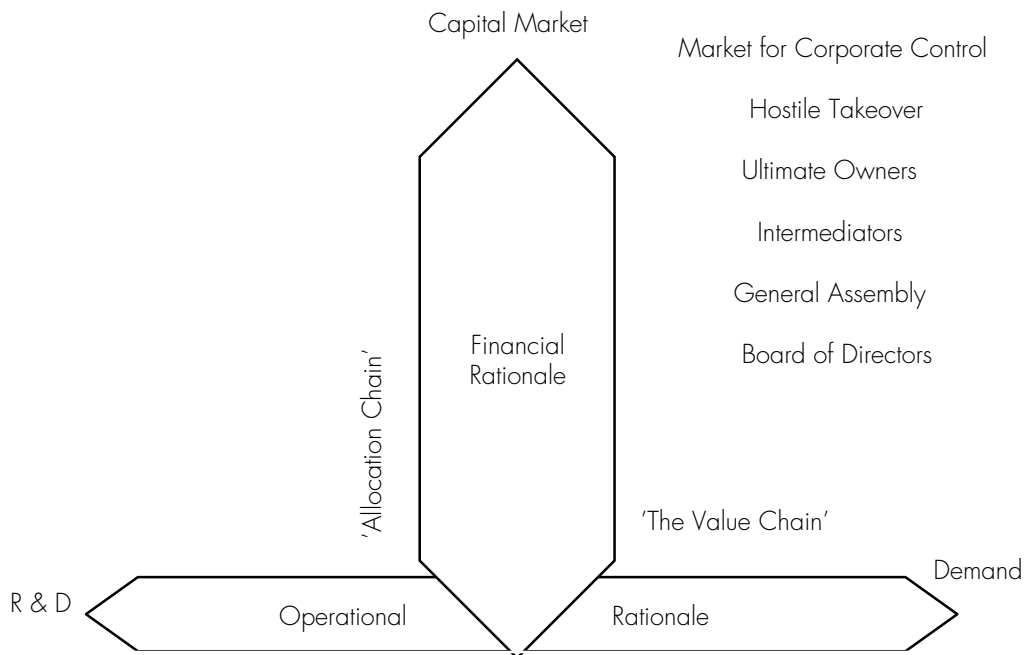 Capital Market
Market for Corporate Control
Hostile Takeover
Ultimate Owners
Intermediators
General Assembly
Board of Directors
Financial
Rationale
'Allocation Chain'
'The Value Chain'
Demand
R & D
Operational
Rationale